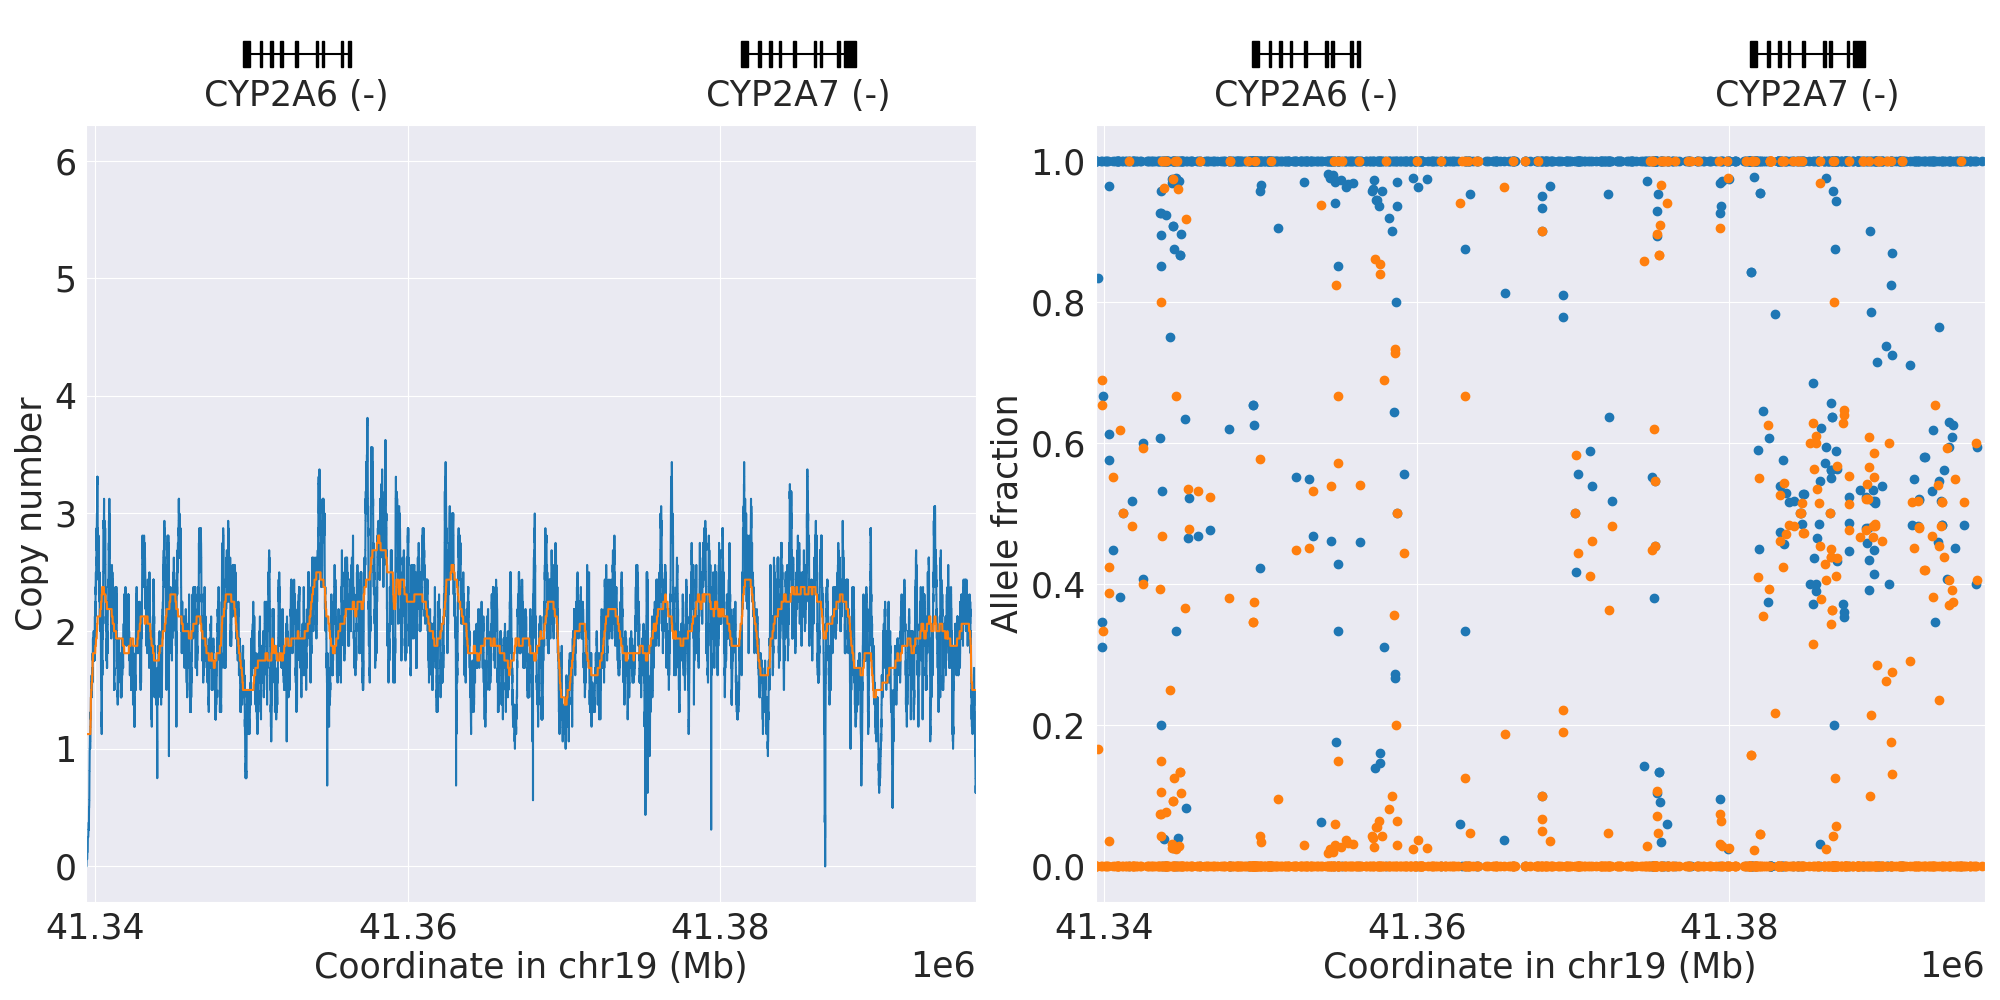 CYP2A6 (-)
CYP2A7 (-)
6
5
4
3
2
1
0
Copy number
41.34
41.36
41.38
Coordinate in chr19 (Mb)
1e6
CYP2A6 (-)
CYP2A7 (-)
1.0
0.8
0.6
0.4
0.2
0.0
Allele fraction
41.34
41.36
41.38
Coordinate in chr19 (Mb)
1e6